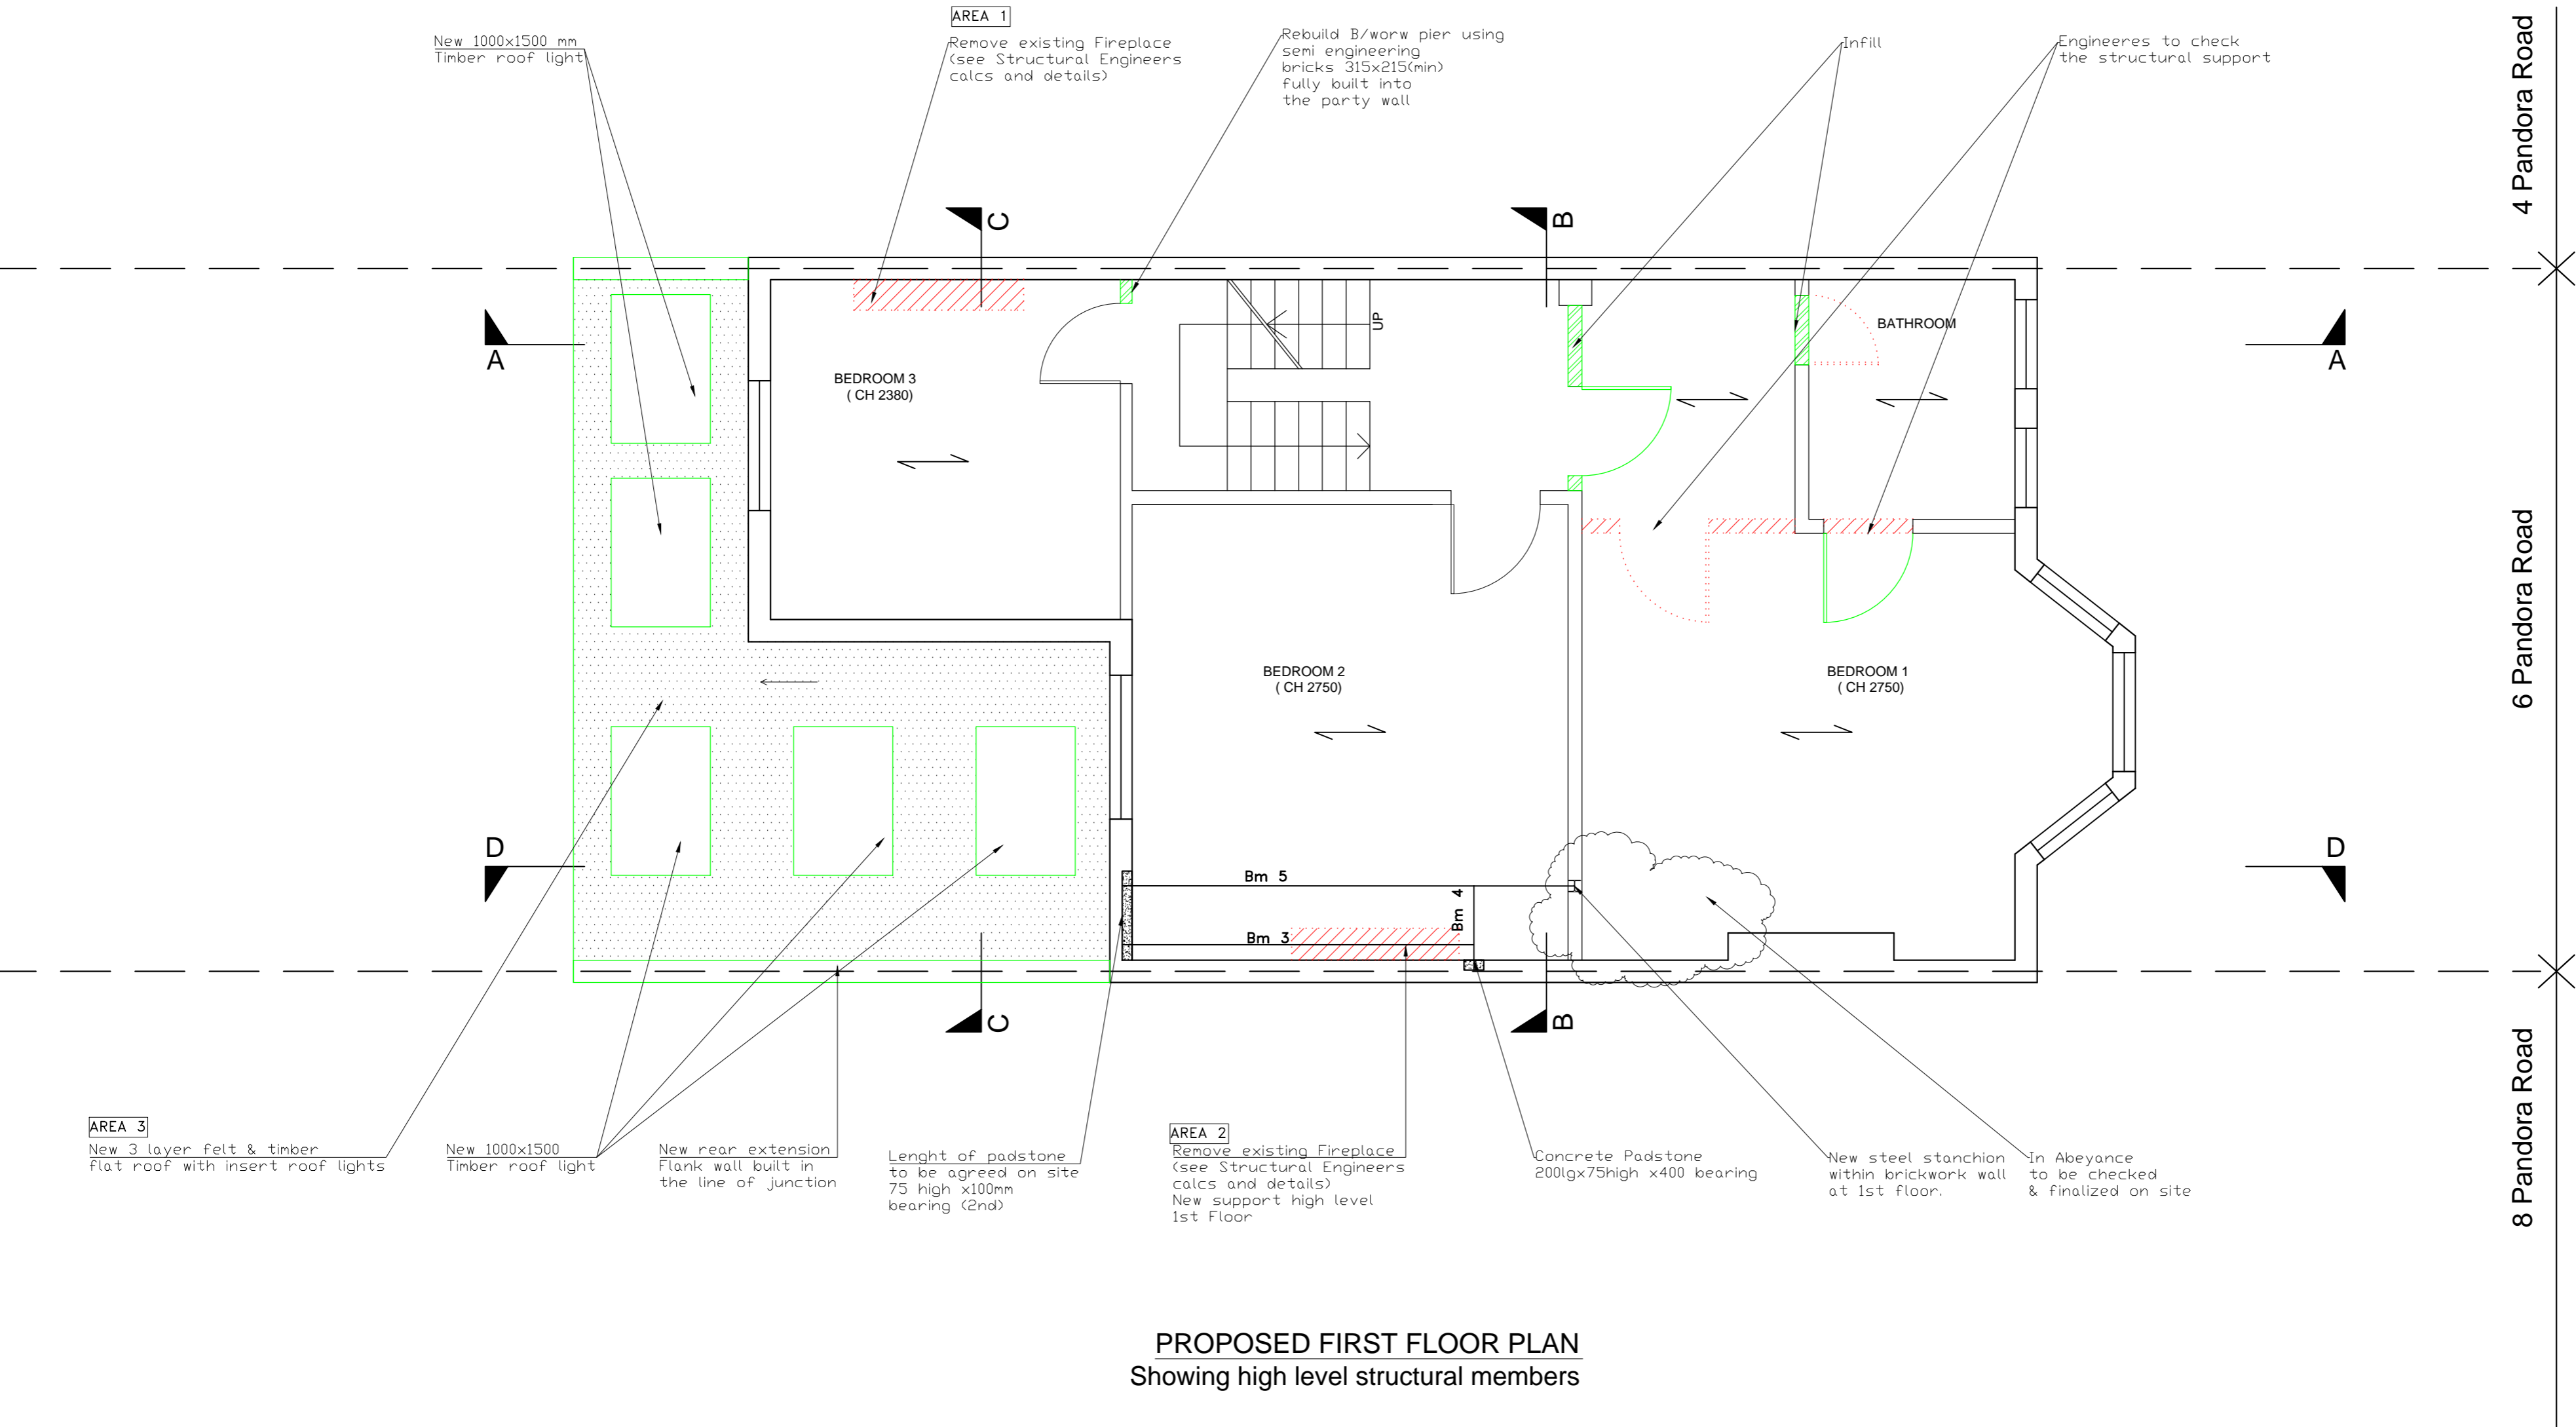 AREA 1
New 1000x1500 mm
Timber roof light
Remove existing Fireplace
(see Structural Engineers
calcs and details)
Rebuild B/worw pier using
semi engineering
bricks 315x215(min)
fully built into
the party wall
Infill
Engineeres to check
the structural support
4 Pandora Road
6 Pandora Road
8 Pandora Road
C
B
A
A
UP
BATHROOM
BEDROOM 3
( CH 2380)
BEDROOM 2
( CH 2750)
BEDROOM 1
( CH 2750)
D
D
Bm 5
Bm 4
Bm 3
C
B
AREA 3
New 3 layer felt & timber
flat roof with insert roof lights
New 1000x1500
Timber roof light
New rear extension
Flank wall built in
the line of junction
Lenght of padstone
to be agreed on site
75 high x100mm
bearing (2nd)
AREA 2
Remove existing Fireplace
(see Structural Engineers
calcs and details)
New support high level
1st Floor
Concrete Padstone
200lgx75high x400 bearing
New steel stanchion
within brickwork wall
at 1st floor.
In Abeyance
to be checked
& finalized on site
PROPOSED FIRST FLOOR PLAN
Showing high level structural members